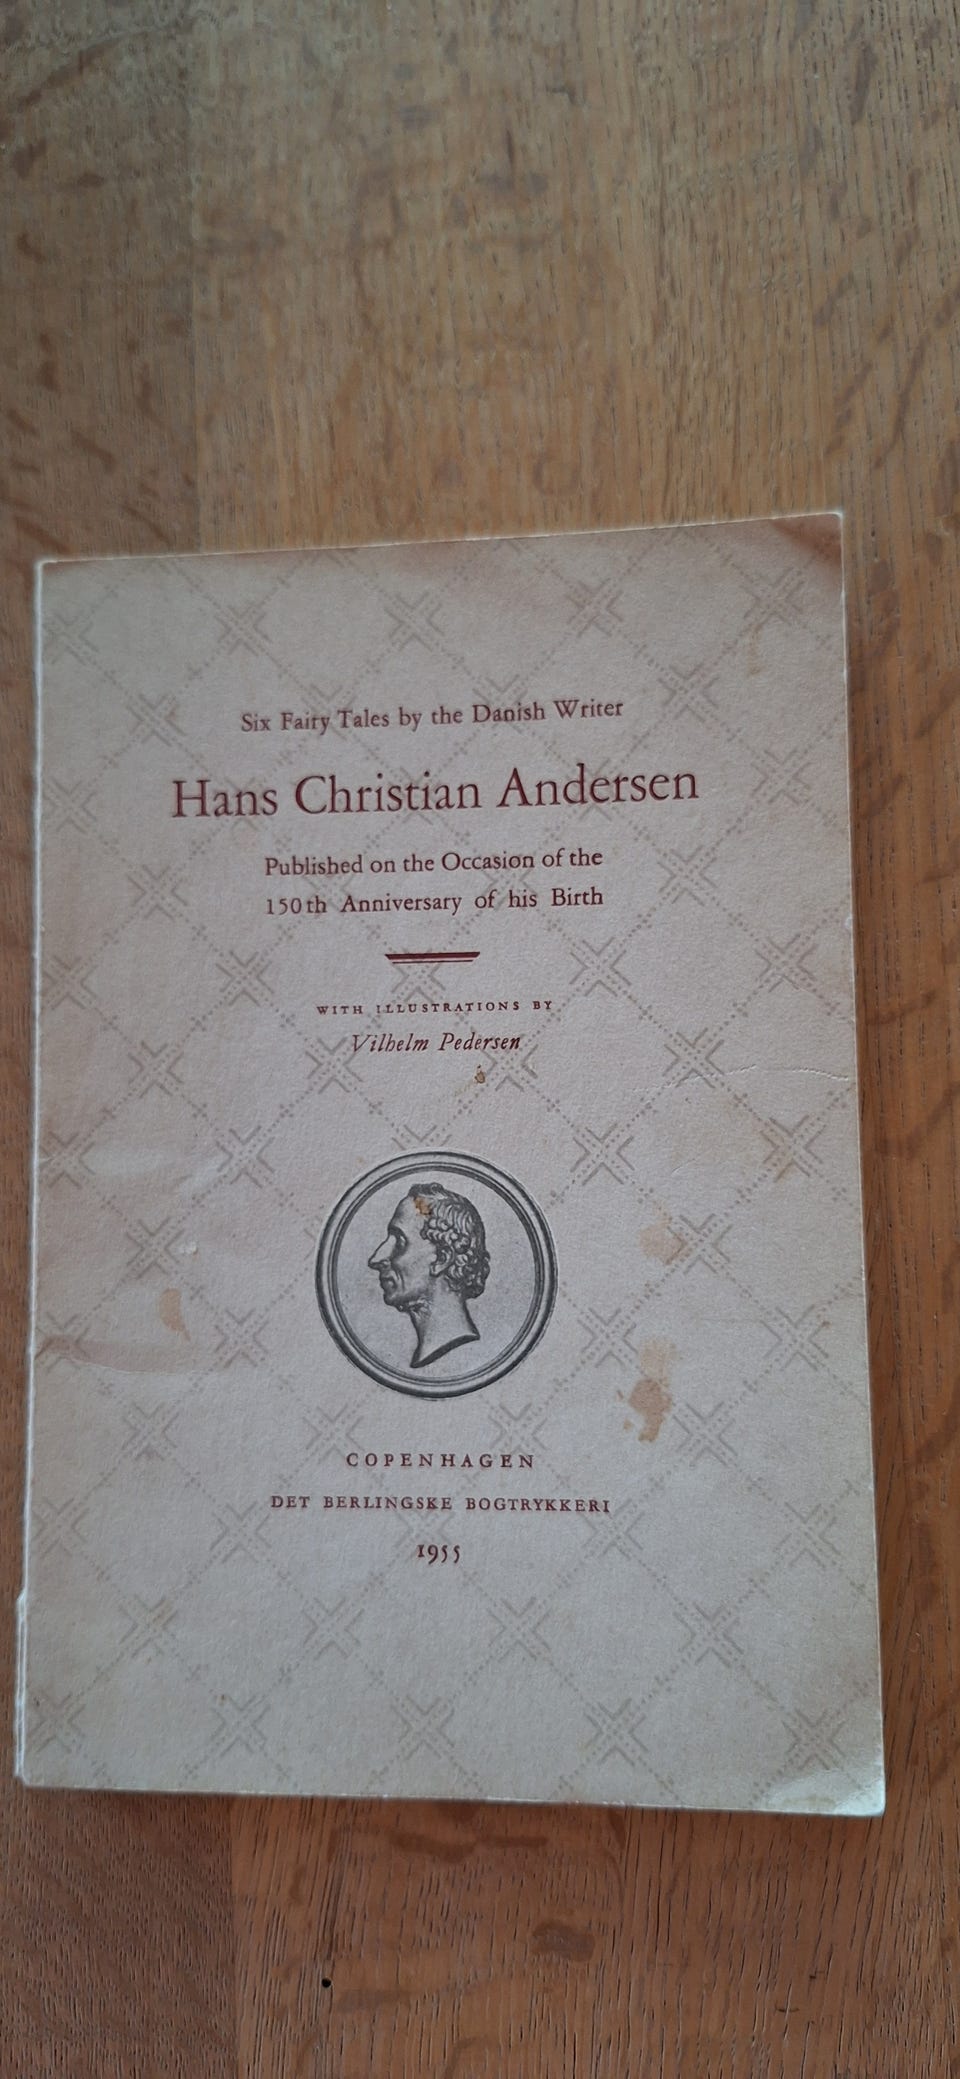 Six Fairy Tales by the Danish Writer
Hans Christian Andersen
Published on the Occasion of the
150th Anniversary of his Birth
WITH ILLUSTRATIONS BY
Vilhelm Pedersen
COPENHAGEN
DET BERLINGSKE BOGTRYKKERI
1955